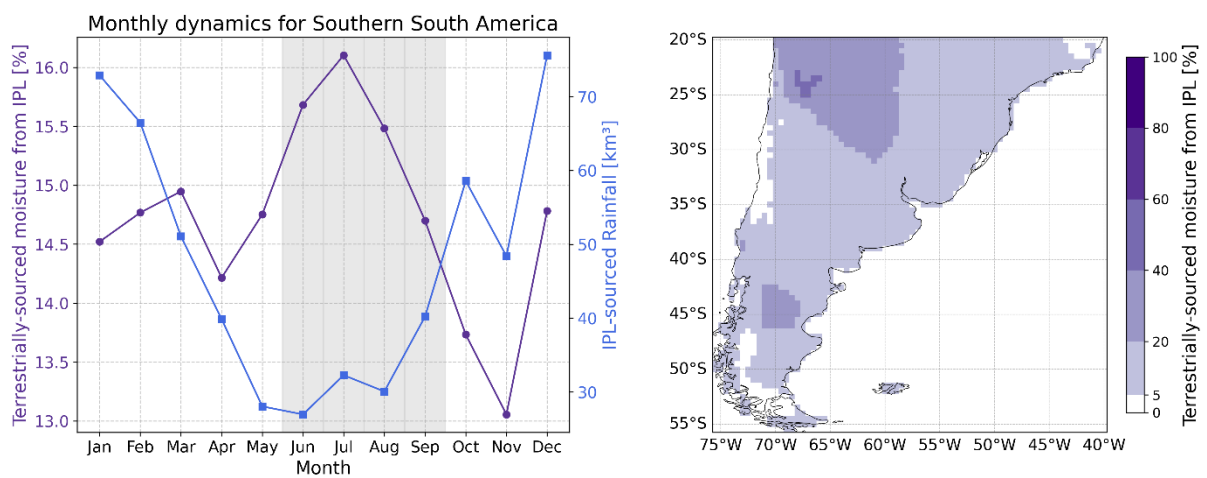 Monthly dynamics for Southern South America
Terrestrially-sourced moisture from IPL [%]
16.0
15.5
15.0
14.5
14.0
13.5
13.0
Jan Feb Mar Apr May Jun Jul Aug Sep Oct Nov Dec
Month
70
60
50
40
30
IPL-sourced Rainfall [km³]
20°S
25°S
30°S
35°S
40°S
45°S
50°S
55°S
75°W 70°W 65°W 60°W 55°W 50°W 45°W 40°W
100
80
60
40
20
5
0
Terrestrially-sourced moisture from IPL [%]